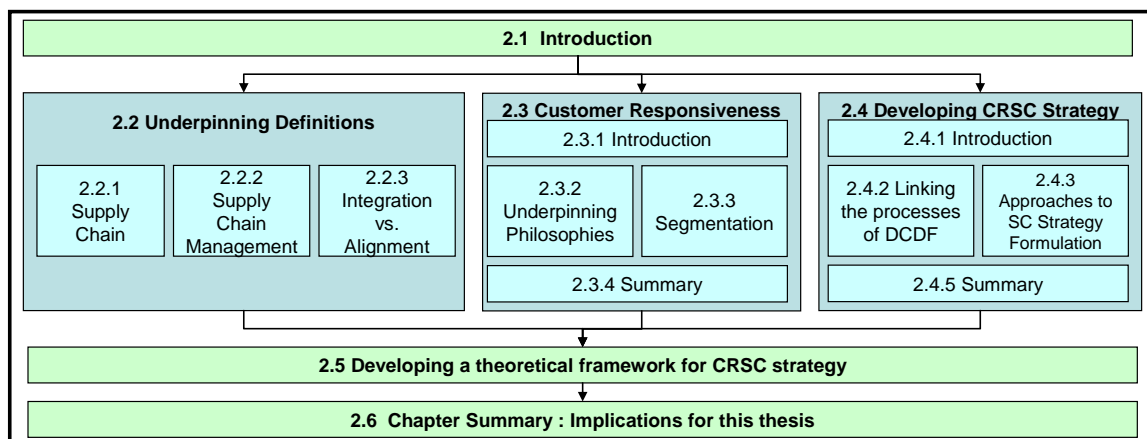 2.1 Introduction
2.2 Underpinning Definitions
2.2.1
Supply
Chain
2.2.2
Supply
Chain
Management
2.2.3
Integration
vs.
Alignment
2.3 Customer Responsiveness
2.3.1 Introduction
2.3.2
Underpinning
Philosophies
2.3.3
Segmentation
2.3.4 Summary
2.4 Developing CRSC Strategy
2.4.1 Introduction
2.4.2 Linking
the processes
of DCDF
2.4.3
Approaches to
SC Strategy
Formulation
2.4.5 Summary
2.5 Developing a theoretical framework for CRSC strategy
2.6 Chapter Summary : Implications for this thesis